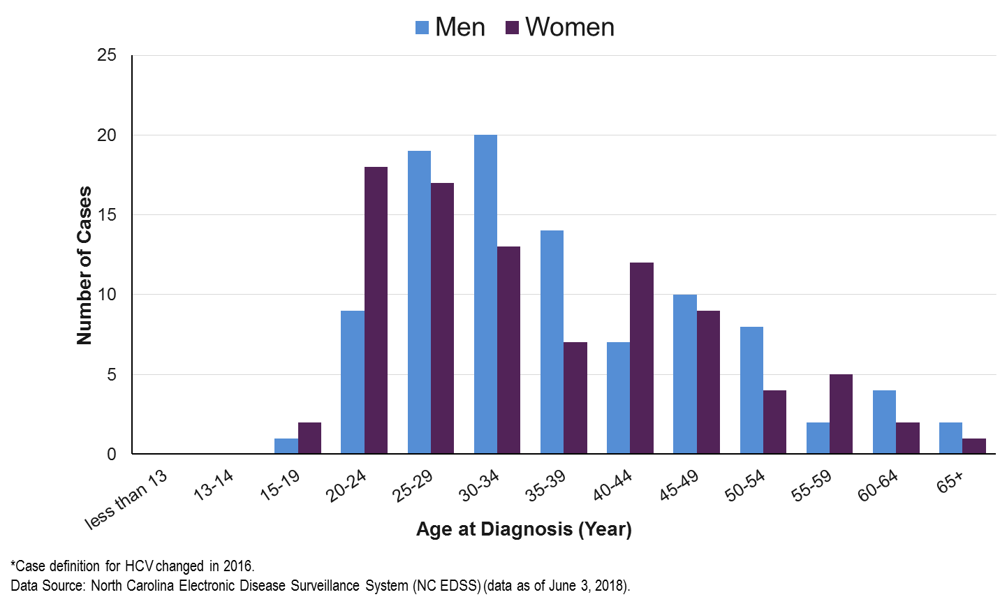 Men Women
25
20
15
10
5
0
Number of Cases
less than 13 13-14 15-19 20-24 25-29 30-34 35-39 40-44 45-49 50-54 55-59 60-64 65+
Age at Diagnosis (Year)
*Case definition for HCV changed in 2016.
Data Source: North Carolina Electronic Disease Surveillance System (NC EDSS) (data as of June 3, 2018).